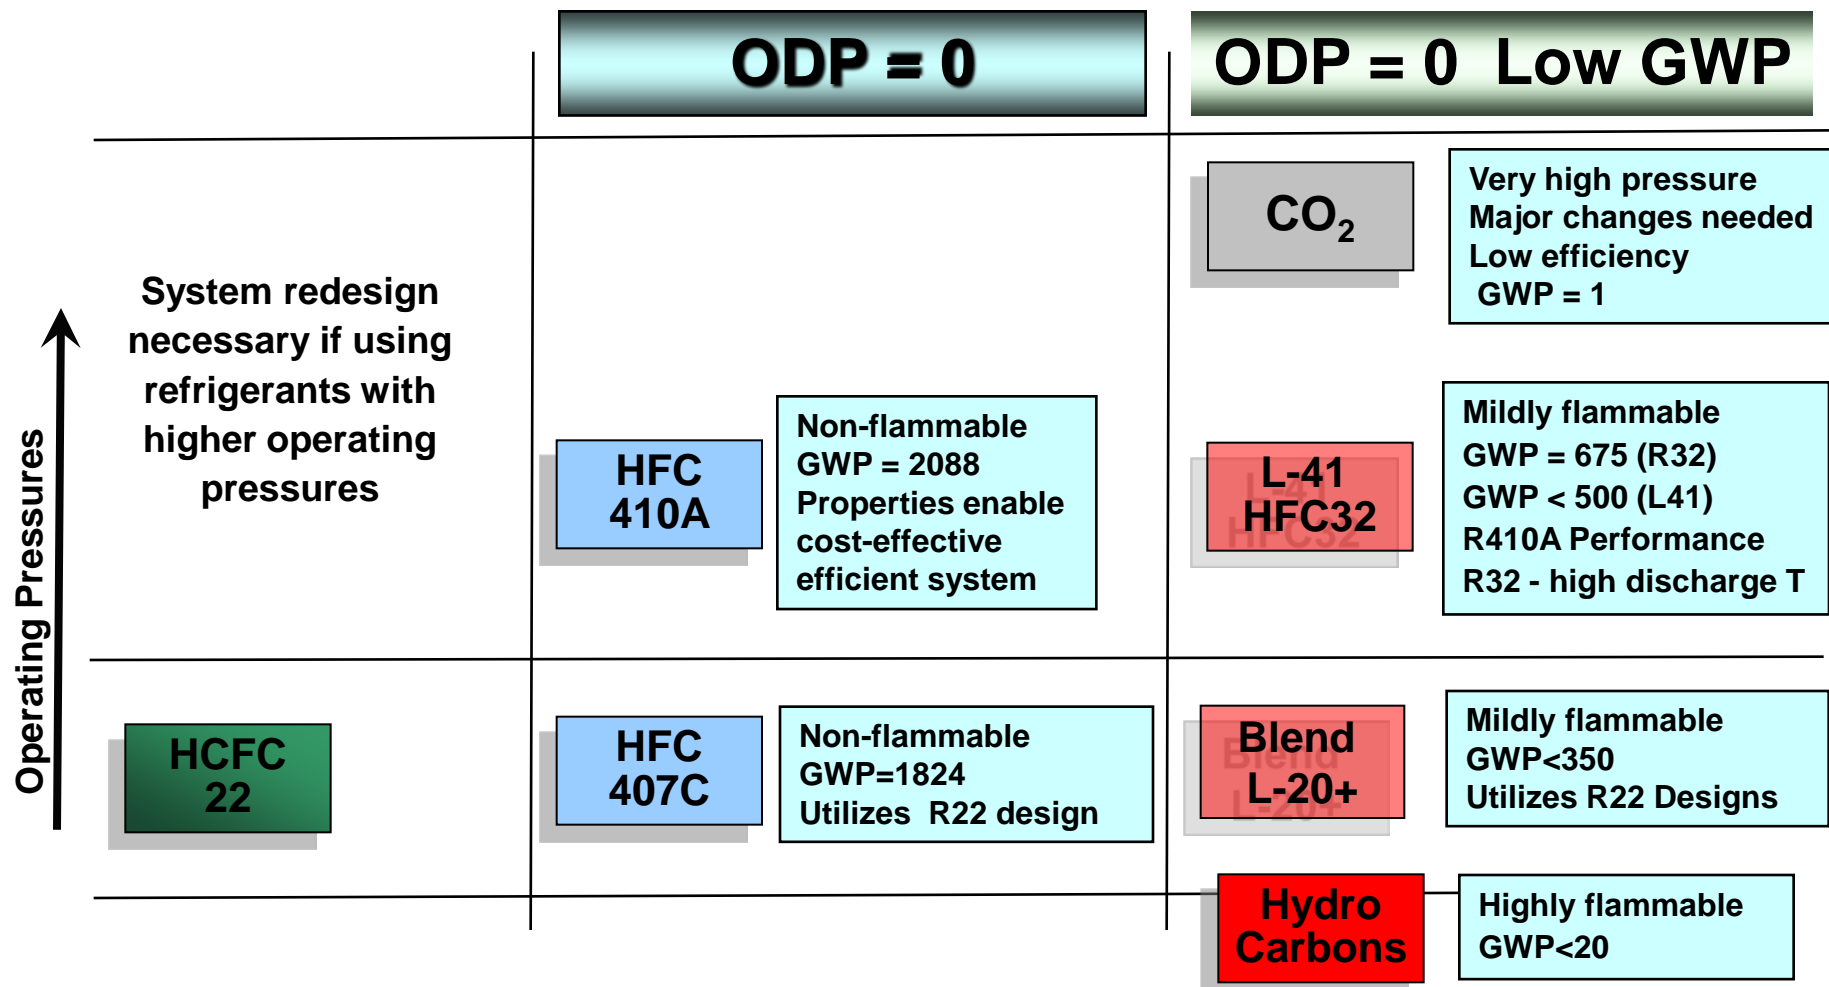 ODP = 0
ODP = 0 Low GWP
Operating Pressures
System redesign
necessary if using
refrigerants with
higher operating
pressures
CO2
Very high pressure
Major changes needed
Low efficiency
GWP = 1
HFC
410A
Non-flammable
GWP = 2088
Properties enable
cost-effective
efficient system
L-41
HFC32
Mildly flammable
GWP = 675 (R32)
GWP < 500 (L41)
R410A Performance
R32 - high discharge T
HCFC
22
HFC
407C
Non-flammable
GWP=1824
Utilizes R22 design
Blend
L-20+
Mildly flammable
GWP<350
Utilizes R22 Designs
Hydro
Carbons
Highly flammable
GWP<20